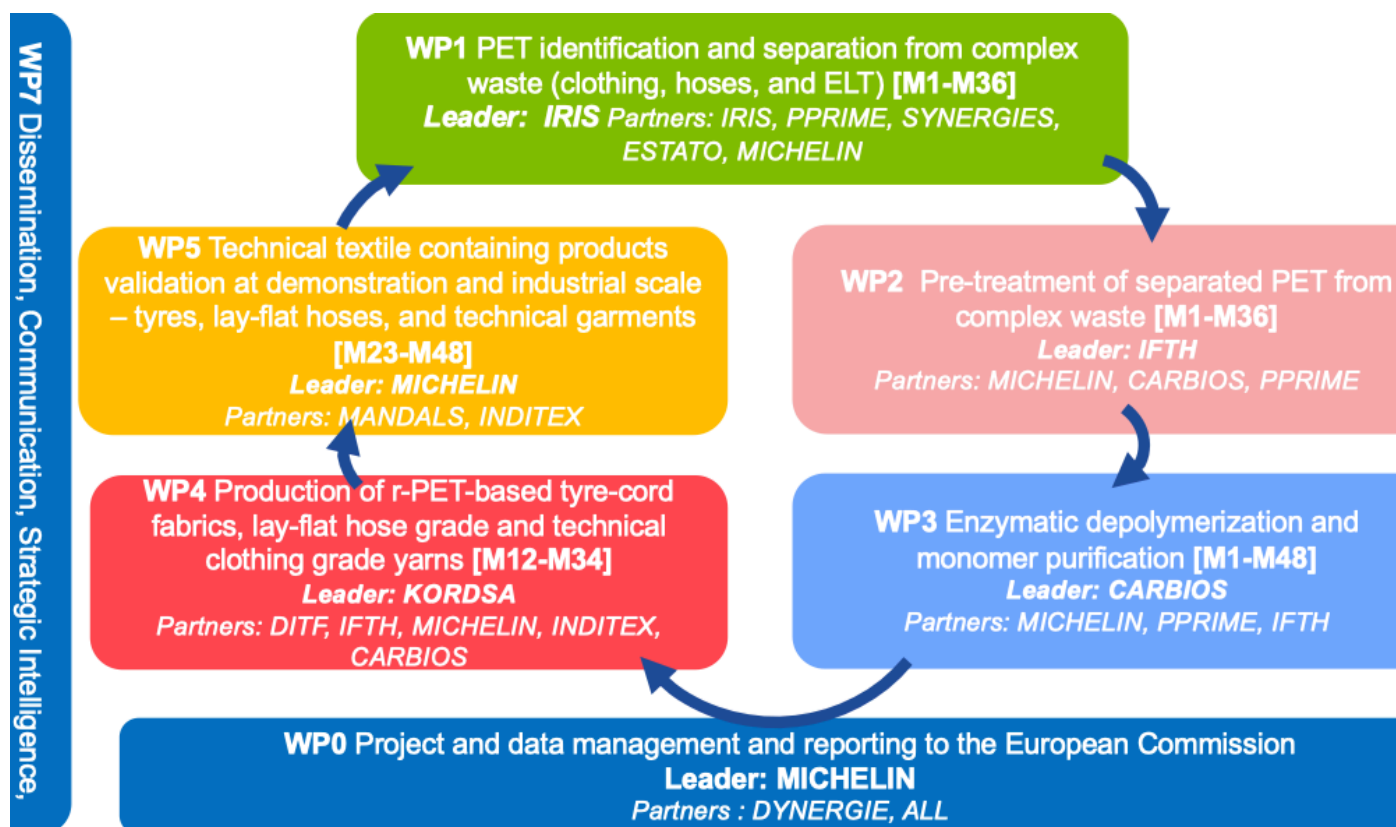 WP7 Dissemination, Communication, Strategic Intelligence,
WP1 PET identification and separation from complex
waste (clothing, hoses, and ELT) [M1-M36]
Leader: IRIS Partners: IRIS, PPRIME, SYNERGIES,
ESTATO, MICHELIN
WP5 Technical textile containing products
validation at demonstration and industrial scale
– tyres, lay-flat hoses, and technical garments
[M23-M48]
Leader: MICHELIN
Partners: MANDALS, INDITEX
WP2 Pre-treatment of separated PET from
complex waste [M1-M36]
Leader: IFTH
Partners: MICHELIN, CARBIOS, PPRIME
WP4 Production of r-PET-based tyre-cord
fabrics, lay-flat hose grade and technical
clothing grade yarns [M12-M34]
Leader: KORDSA
Partners: DITF, IFTH, MICHELIN, INDITEX,
CARBIOS
WP3 Enzymatic depolymerization and
monomer purification [M1-M48]
Leader: CARBIOS
Partners: MICHELIN, PPRIME, IFTH
WP0 Project and data management and reporting to the European Commission
Leader: MICHELIN
Partners : DYNERGIE, ALL